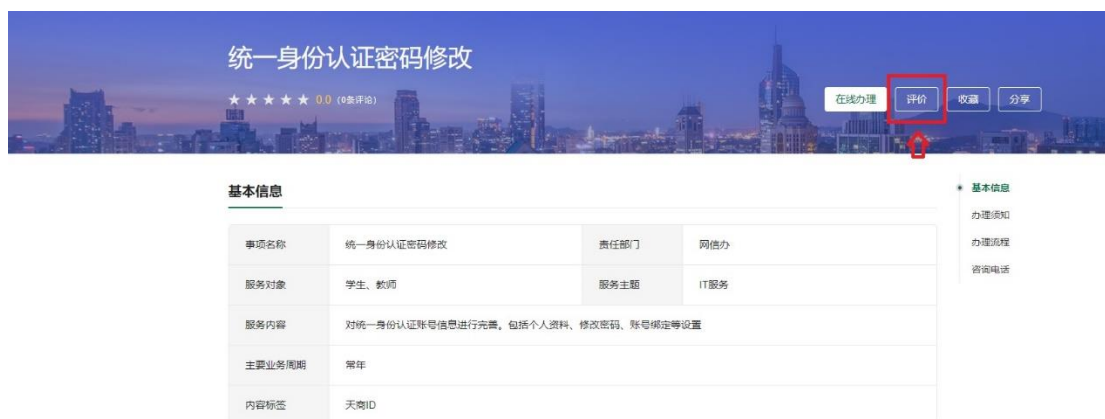 统一身份认证密码修改
★ ★ ★ ★ ★ 0.0 (0条评论)
在线办理 评价 收藏 分享
基本信息
基本信息
办理须知
办理流程
咨询电话
事项名称 统一身份认证密码修改 责任部门 网信办
服务对象 学生、教师 服务主题 IT服务
服务内容 对统一身份认证账号信息进行完善。包括个人资料、修改密码、账号绑定等设置
主要业务周期 常年
内容标签 天商ID